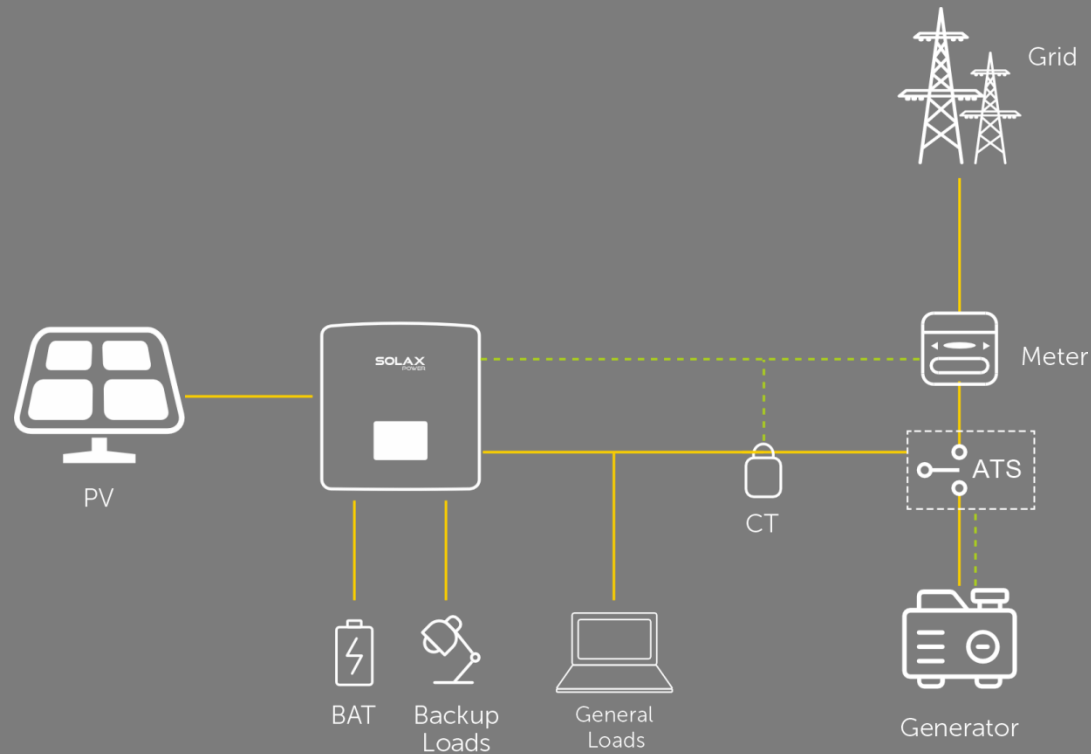 Grid
SOLAX
POWER
Meter
ATS
PV
CT
BAT
Backup
Loads
General
Loads
Generator